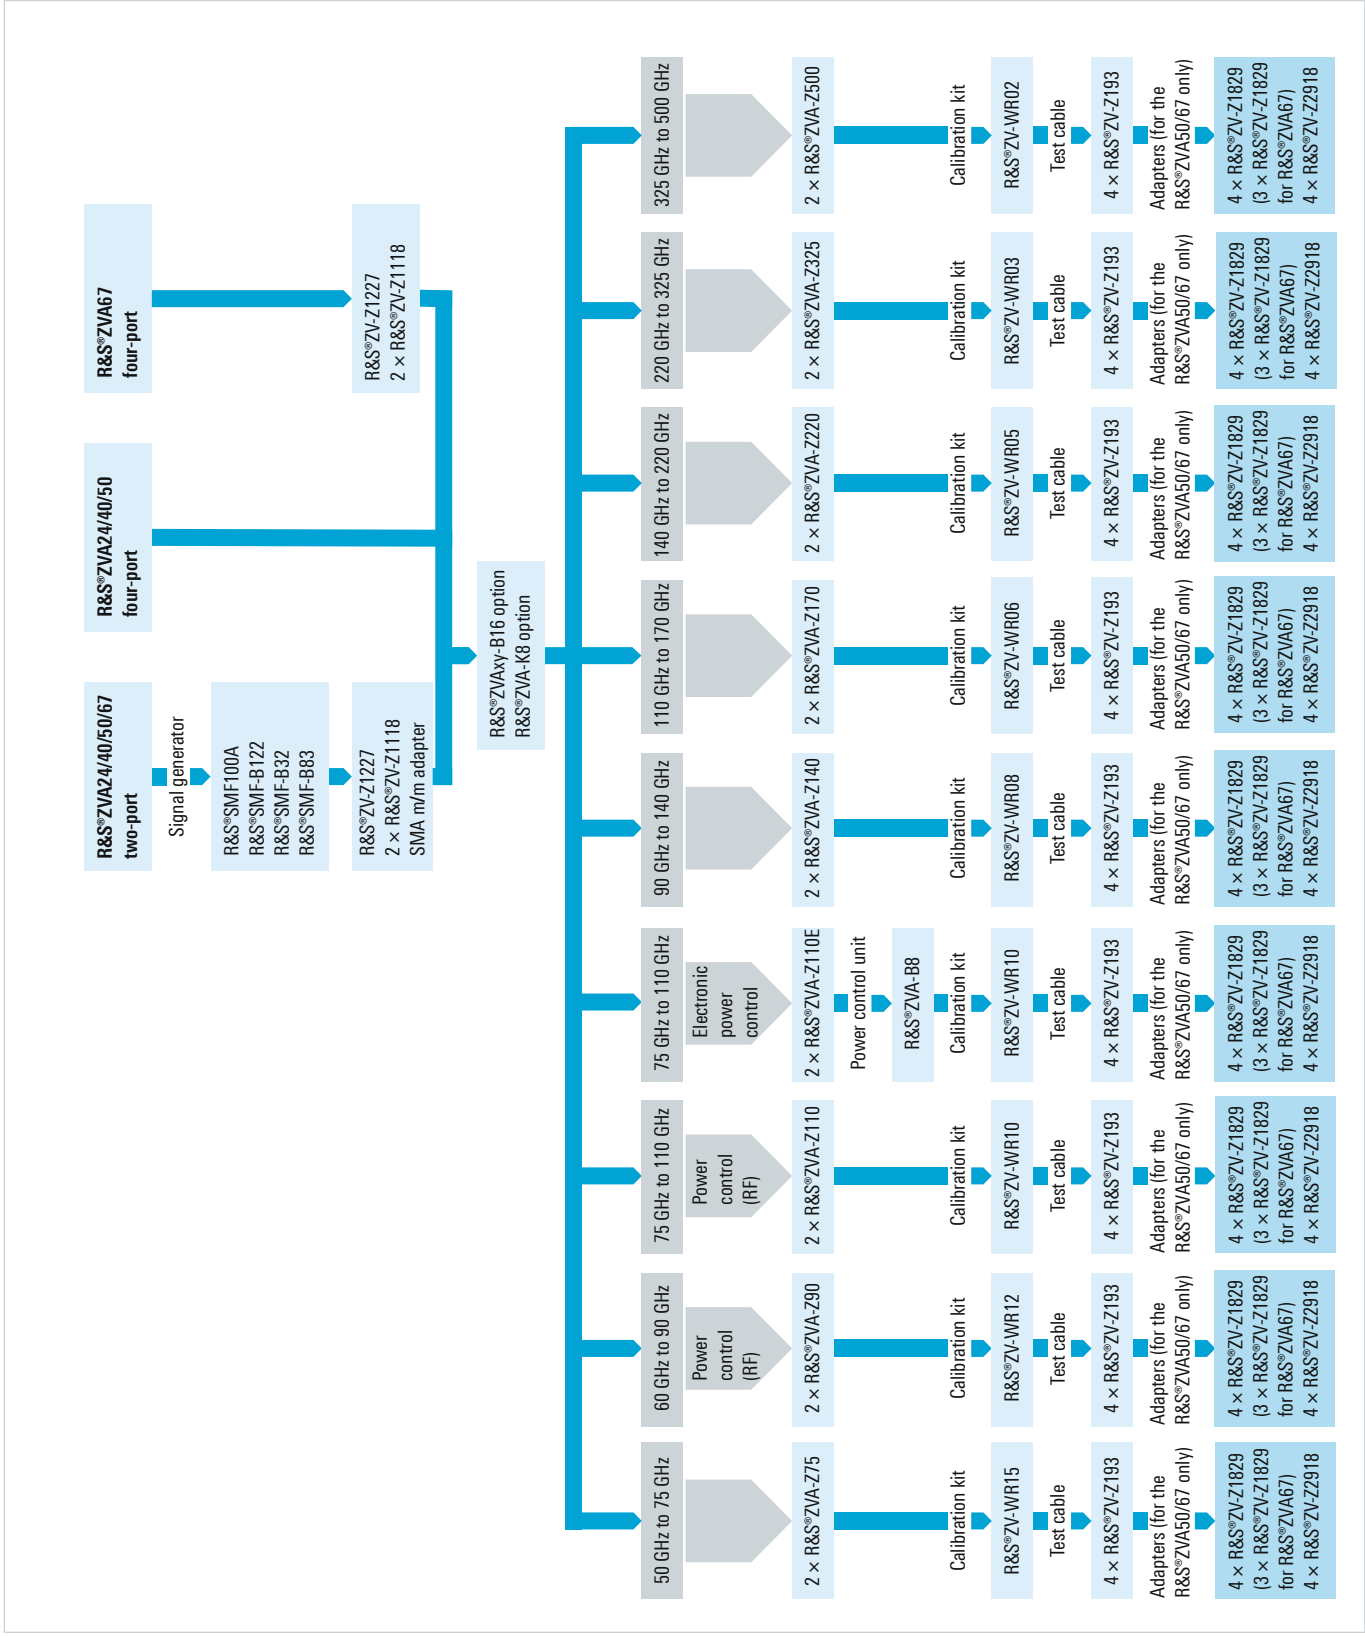 R&S®ZVA24/40/50/67
two-port
Signal generator
R&S®SMF100A
R&S®SMF-B122
R&S®SMF-B32
R&S®SMF-B83
R&S®ZV-Z1227
2 × R&S®ZV-Z1118
SMA m/m adapter
R&S®ZVA24/40/50
four-port
R&S®ZVA67
four-port
R&S®ZV-Z1227
2 × R&S®ZV-Z1118
R&S®ZVAxy-B16 option
R&S®ZVA-K8 option
50 GHz to 75 GHz
2 × R&S®ZVA-Z75
Calibration kit
R&S®ZV-WR15
Test cable
4 × R&S®ZV-Z193
Adapters (for the
R&S®ZVA50/67 only)
4 × R&S®ZV-Z1829
(3 × R&S®ZV-Z1829
for R&S®ZVA67)
4 × R&S®ZV-Z2918
60 GHz to 90 GHz
Power
control
(RF)
2 × R&S®ZVA-Z90
Calibration kit
R&S®ZV-WR12
Test cable
4 × R&S®ZV-Z193
Adapters (for the
R&S®ZVA50/67 only)
4 × R&S®ZV-Z1829
(3 × R&S®ZV-Z1829
for R&S®ZVA67)
4 × R&S®ZV-Z2918
75 GHz to 110 GHz
Power
control
(RF)
2 × R&S®ZVA-Z110
Calibration kit
R&S®ZV-WR10
Test cable
4 × R&S®ZV-Z193
Adapters (for the
R&S®ZVA50/67 only)
4 × R&S®ZV-Z1829
(3 × R&S®ZV-Z1829
for R&S®ZVA67)
4 × R&S®ZV-Z2918
75 GHz to 110 GHz
Electronic
power
control
2 × R&S®ZVA-Z110E
Power control unit
R&S®ZVA-B8
Calibration kit
R&S®ZV-WR10
Test cable
4 × R&S®ZV-Z193
Adapters (for the
R&S®ZVA50/67 only)
4 × R&S®ZV-Z1829
(3 × R&S®ZV-Z1829
for R&S®ZVA67)
4 × R&S®ZV-Z2918
90 GHz to 140 GHz
2 × R&S®ZVA-Z140
Calibration kit
R&S®ZV-WR08
Test cable
4 × R&S®ZV-Z193
Adapters (for the
R&S®ZVA50/67 only)
4 × R&S®ZV-Z1829
(3 × R&S®ZV-Z1829
for R&S®ZVA67)
4 × R&S®ZV-Z2918
110 GHz to 170 GHz
2 × R&S®ZVA-Z170
Calibration kit
R&S®ZV-WR06
Test cable
4 × R&S®ZV-Z193
Adapters (for the
R&S®ZVA50/67 only)
4 × R&S®ZV-Z1829
(3 × R&S®ZV-Z1829
for R&S®ZVA67)
4 × R&S®ZV-Z2918
140 GHz to 220 GHz
2 × R&S®ZVA-Z220
Calibration kit
R&S®ZV-WR05
Test cable
4 × R&S®ZV-Z193
Adapters (for the
R&S®ZVA50/67 only)
4 × R&S®ZV-Z1829
(3 × R&S®ZV-Z1829
for R&S®ZVA67)
4 × R&S®ZV-Z2918
220 GHz to 325 GHz
2 × R&S®ZVA-Z325
Calibration kit
R&S®ZV-WR03
Test cable
4 × R&S®ZV-Z193
Adapters (for the
R&S®ZVA50/67 only)
4 × R&S®ZV-Z1829
(3 × R&S®ZV-Z1829
for R&S®ZVA67)
4 × R&S®ZV-Z2918
325 GHz to 500 GHz
2 × R&S®ZVA-Z500
Calibration kit
R&S®ZV-WR02
Test cable
4 × R&S®ZV-Z193
Adapters (for the
R&S®ZVA50/67 only)
4 × R&S®ZV-Z1829
(3 × R&S®ZV-Z1829
for R&S®ZVA67)
4 × R&S®ZV-Z2918